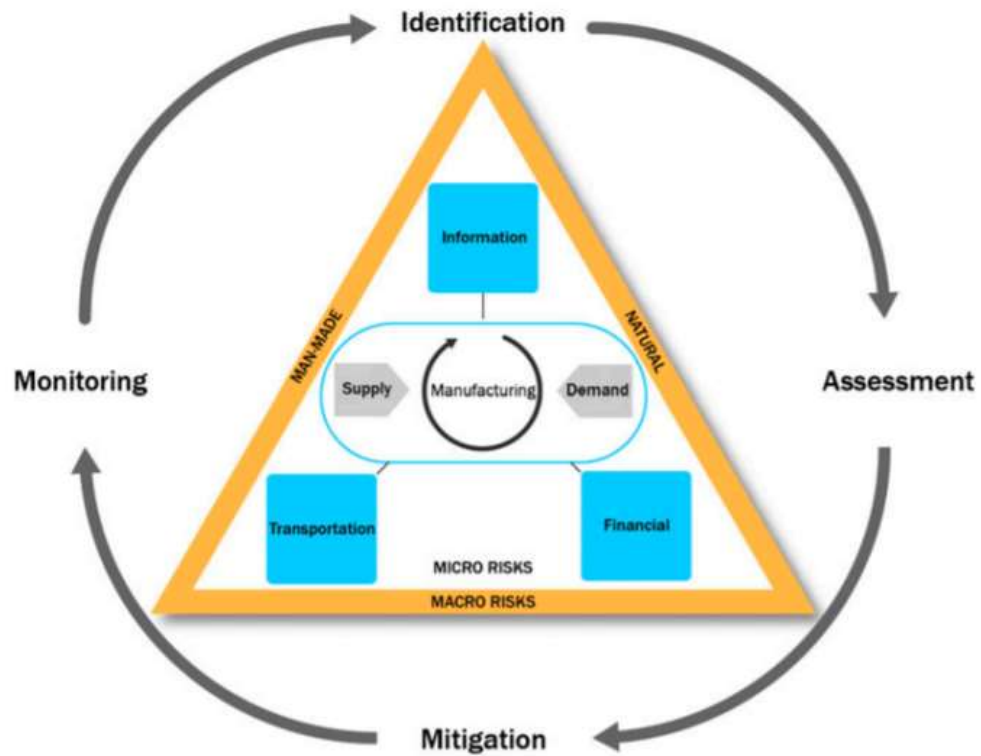 Identification
Information
MAN-MADE
NATURAL
Monitoring
Supply
Manufacturing
Demand
Assessment
Transportation
Financial
MICRO RISKS
MACRO RISKS
Mitigation